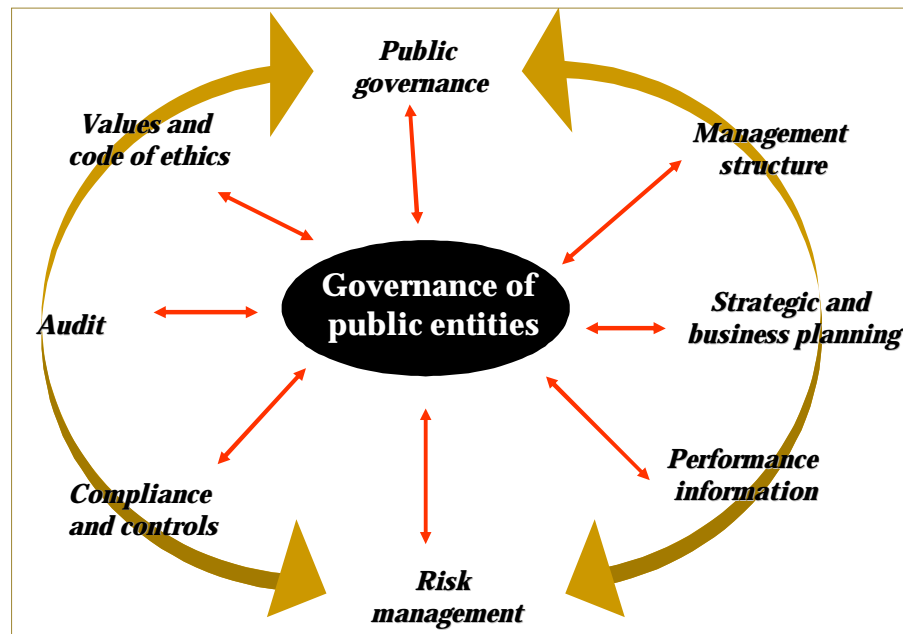 Public
governance
Values and
code of ethics
Management
structure
Governance of
public entities
Audit
Strategic and
business planning
Compliance
and controls
Performance
information
Risk
management